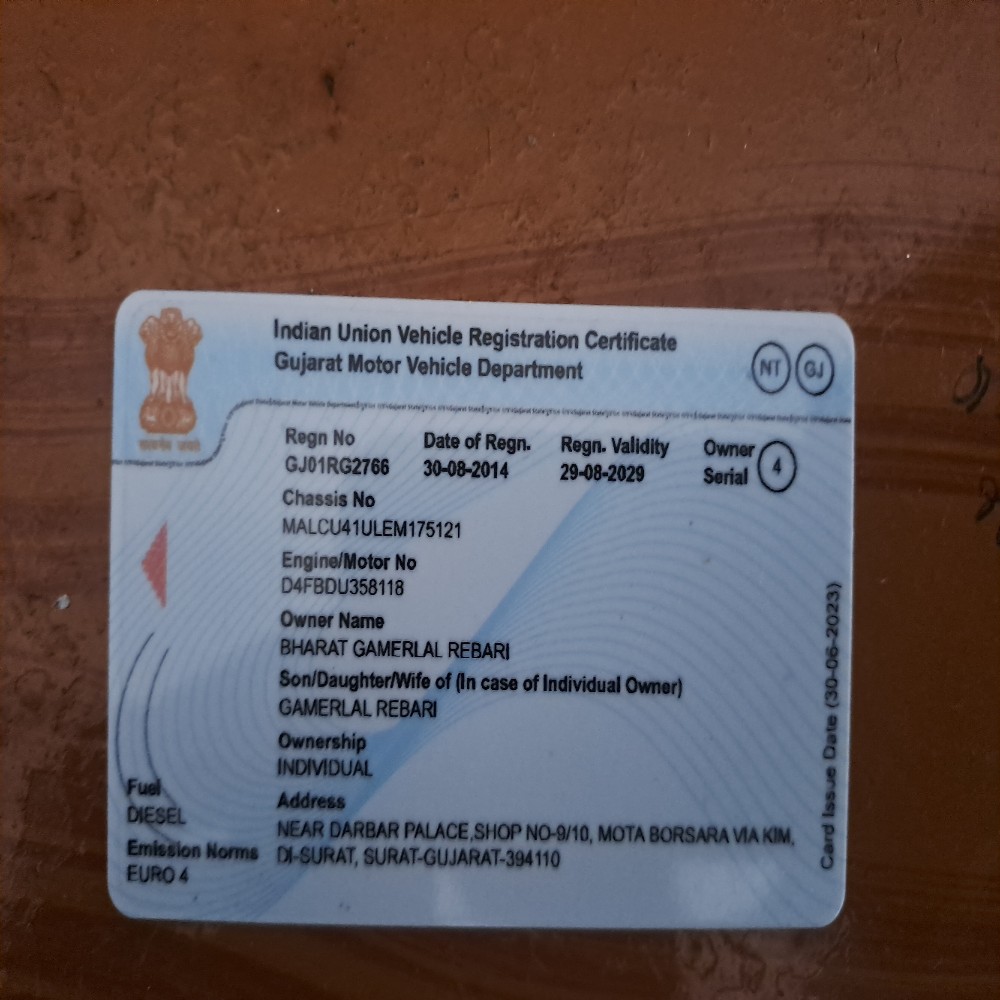 Indian Union Vehicle Registration Certificate
Gujarat Motor Vehicle Department
NT GJ
Regn No Date of Regn. Regn. Validity Owner Serial 4
GJ01RG2766 30-08-2014 29-08-2029
Chassis No
MALCU41ULEM175121
Engine/Motor No
D4FBDU358118
Owner Name
BHARAT GAMERLAL REBARI
Son/Daughter/Wife of (In case of Individual Owner)
GAMERLAL REBARI
Ownership
INDIVIDUAL
Fuel
DIESEL
Emission Norms
EURO 4
Address
NEAR DARBAR PALACE,SHOP NO-9/10, MOTA BORSARA VIA KIM,
DI-SURAT, SURAT-GUJARAT-394110
Card Issue Date (30-06-2023)